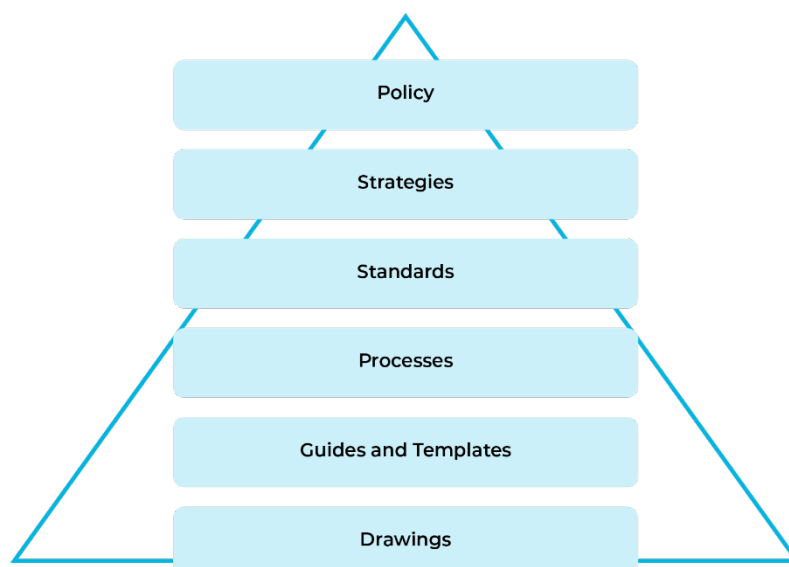 Policy
Strategies
Standards
Processes
Guides and Templates
Drawings